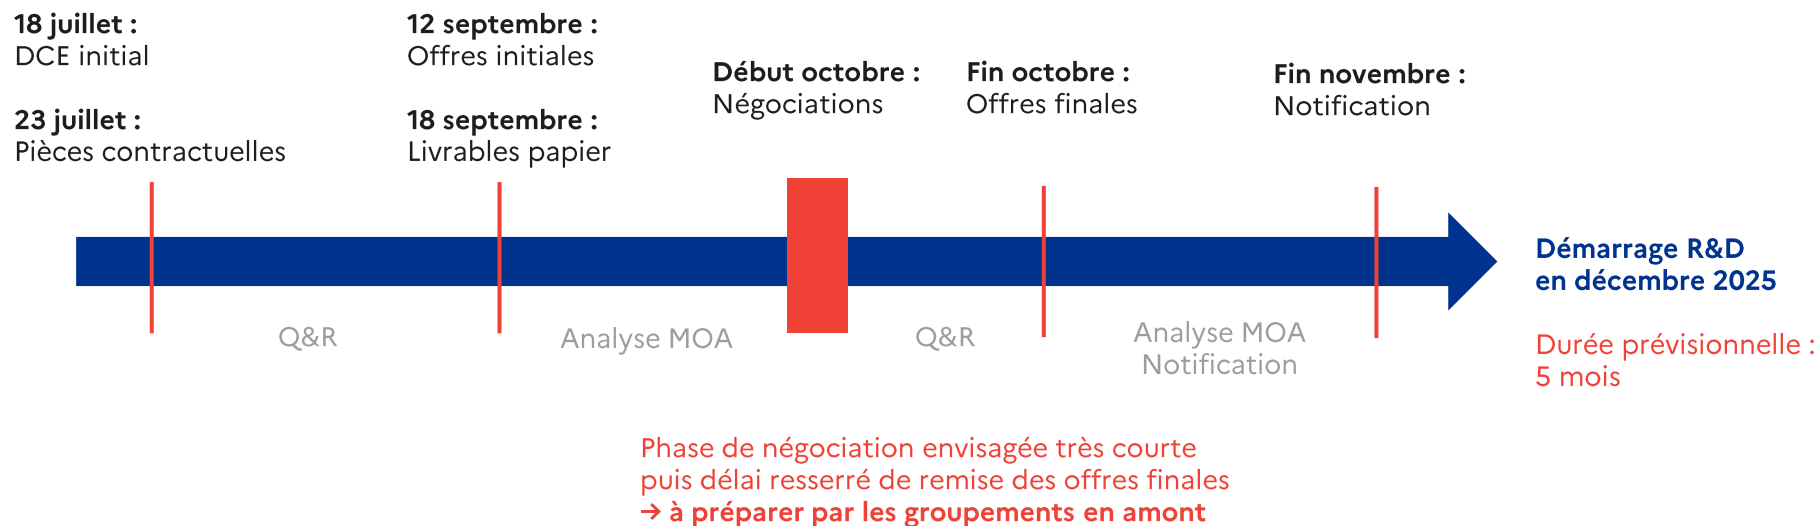 18 juillet :
DCE initial
23 juillet :
Pièces contractuelles
12 septembre :
Offres initiales
18 septembre :
Livrables papier
Début octobre :
Négociations
Fin octobre :
Offres finales
Fin novembre :
Notification
Q&R
Analyse MOA
Q&R
Analyse MOA
Notification
Démarrage R&D
en décembre 2025
Durée prévisionnelle :
5 mois
Phase de négociation envisagée très courte
puis délai resserré de remise des offres finales
→ à préparer par les groupements en amont